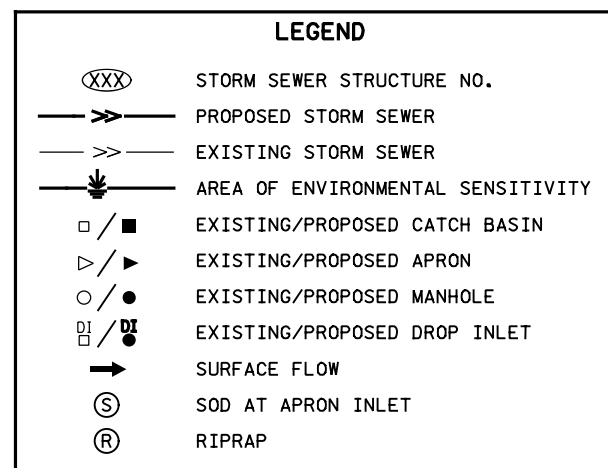 LEGEND
XXX STORM SEWER STRUCTURE NO.
>> PROPOSED STORM SEWER
>> EXISTING STORM SEWER
AREA OF ENVIRONMENTAL SENSITIVITY
EXISTING/PROPOSED CATCH BASIN
EXISTING/PROPOSED APRON
EXISTING/PROPOSED MANHOLE
DI / DI EXISTING/PROPOSED DROP INLET
SURFACE FLOW
S SOD AT APRON INLET
R RIPRAP